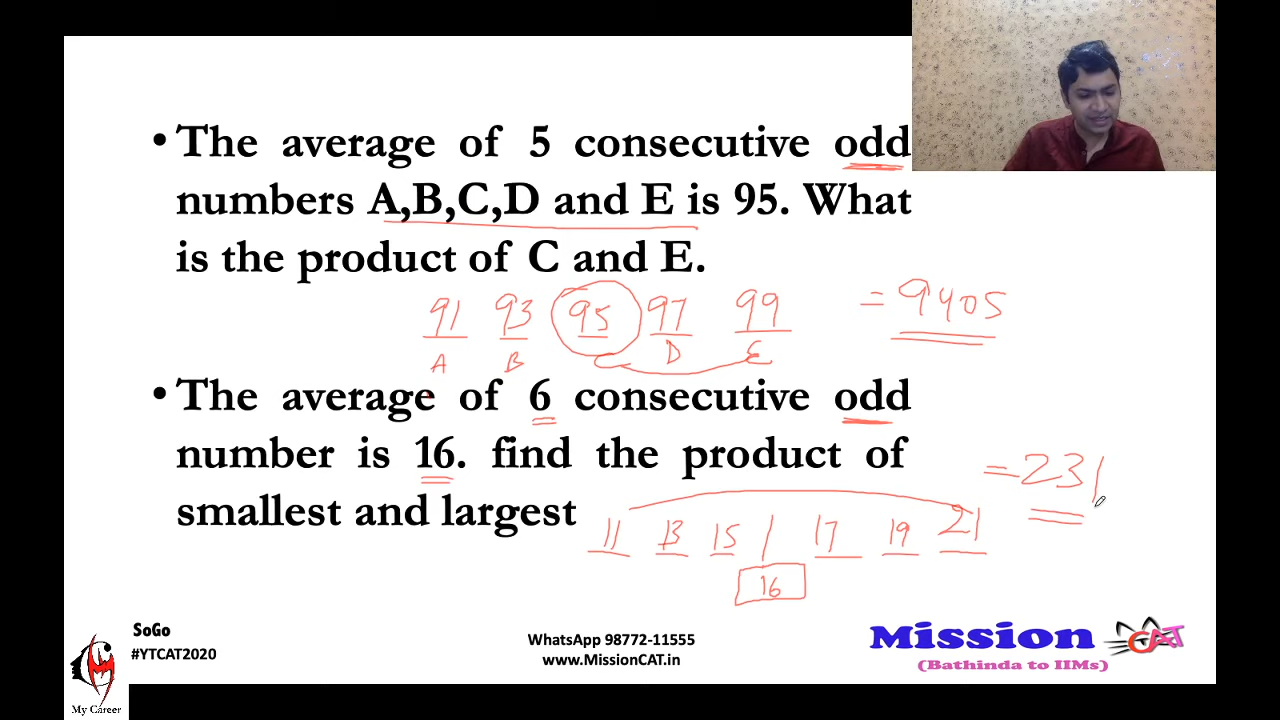 • The average of 5 consecutive odd
numbers A,B,C,D and E is 95. What
is the product of C and E.
91 93 95 97 99 = 9405
A B C D E
• The average of 6 consecutive odd
number is 16. find the product of
smallest and largest
= 231
11 13 15 | 17 19 21
16
SoGo
#YTCAT2020
WhatsApp 98772-11555
www.MissionCAT.in
Mission CAT
(Bathinda to IIMs)
My Career